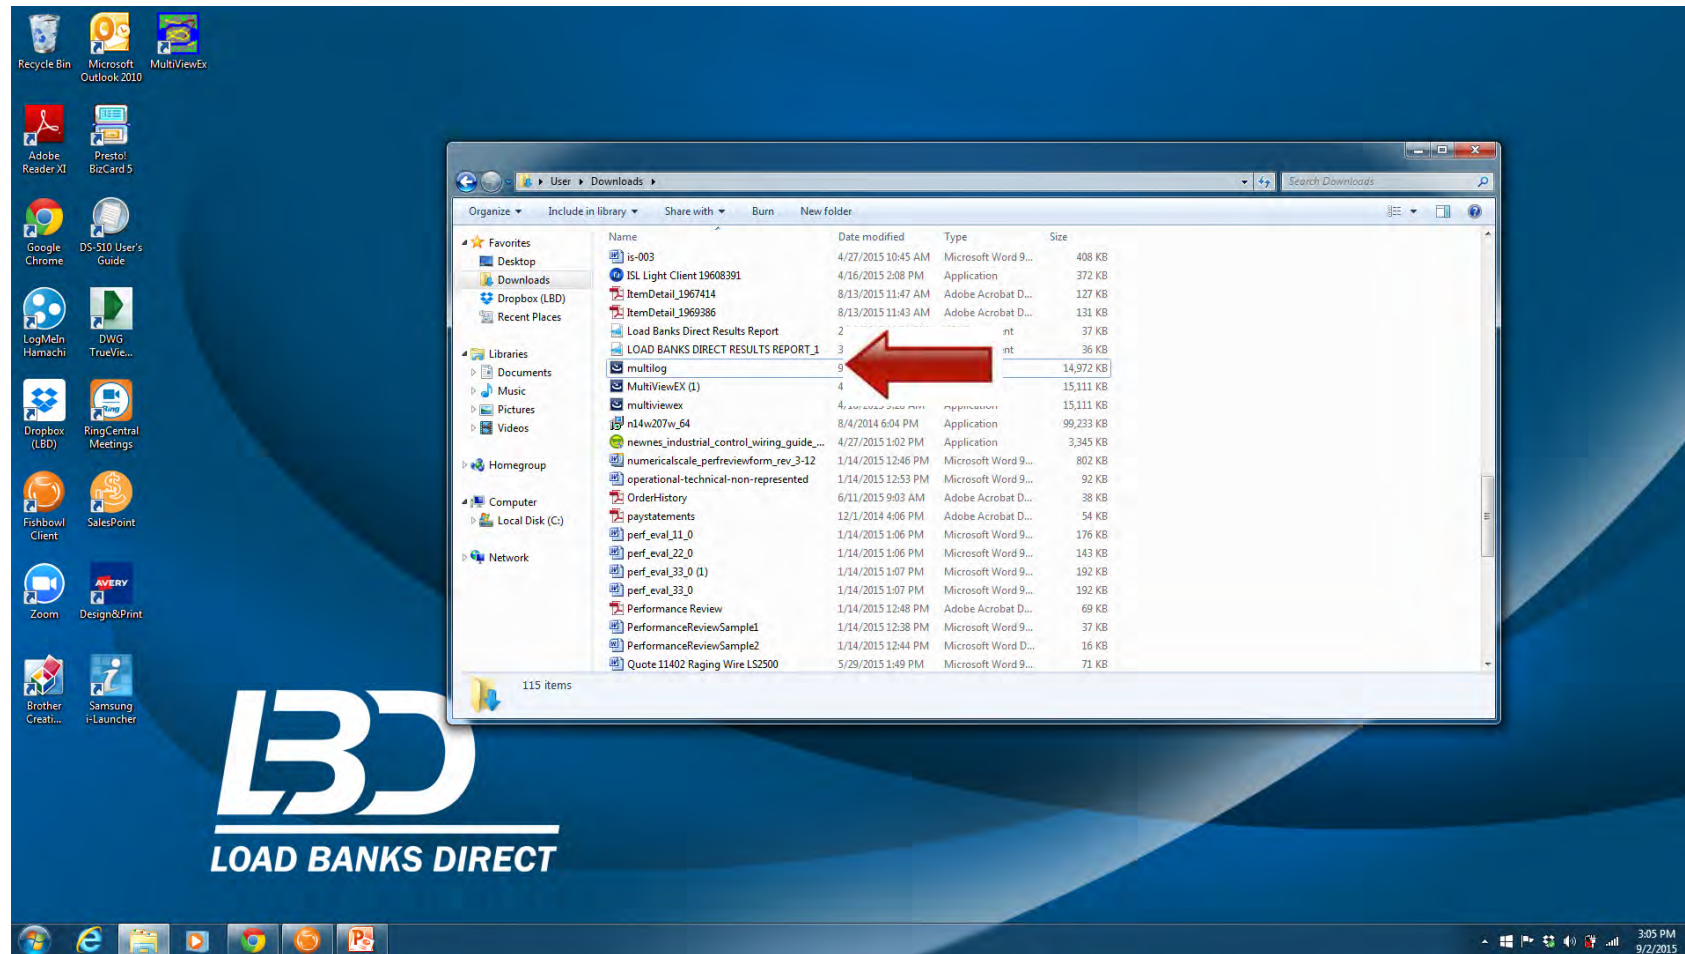 Recycle Bin
Microsoft
Outlook 2010
MultiViewEx
Adobe
Reader XI
Presto!
BizCard 5
Google
Chrome
DS-510 User's
Guide
LogMeIn
Hamachi
DWG
TrueVie...
Dropbox
(LBD)
RingCentral
Meetings
Fishbowl
Client
SalesPoint
Zoom
AVERY
Design&Print
Brother
Creati...
Samsung
i-Launcher
User Downloads
Search Downloads
Organize Include in library Share with Burn New folder
Favorites
Desktop
Downloads
Dropbox (LBD)
Recent Places
Libraries
Documents
Music
Pictures
Videos
Homegroup
Computer
Local Disk (C:)
Network
Name Date modified Type Size
is-003 4/27/2015 10:45 AM Microsoft Word 9... 408 KB
ISL Light Client 19608391 4/16/2015 2:08 PM Application 372 KB
ItemDetail_1967414 8/13/2015 11:47 AM Adobe Acrobat D... 127 KB
ItemDetail_1969386 8/13/2015 11:43 AM Adobe Acrobat D... 131 KB
Load Banks Direct Results Report 2 nt 37 KB
LOAD BANKS DIRECT RESULTS REPORT_1 3 nt 36 KB
multilog 9 14,972 KB
MultiViewEX (1) 4 15,111 KB
multiviewex Application 15,111 KB
n14w207w_64 8/4/2014 6:04 PM Application 99,233 KB
newnes_industrial_control_wiring_guide_... 4/27/2015 1:02 PM Application 3,345 KB
numericalscale_perfreviewform_rev_3-12 1/14/2015 12:46 PM Microsoft Word 9... 802 KB
operational-technical-non-represented 1/14/2015 12:53 PM Microsoft Word 9... 92 KB
OrderHistory 6/11/2015 9:03 AM Adobe Acrobat D... 38 KB
paystatements 12/1/2014 4:06 PM Adobe Acrobat D... 54 KB
perf_eval_11_0 1/14/2015 1:06 PM Microsoft Word 9... 176 KB
perf_eval_22_0 1/14/2015 1:06 PM Microsoft Word 9... 143 KB
perf_eval_33_0 (1) 1/14/2015 1:07 PM Microsoft Word 9... 192 KB
perf_eval_33_0 1/14/2015 1:07 PM Microsoft Word 9... 192 KB
Performance Review 1/14/2015 12:48 PM Adobe Acrobat D... 69 KB
PerformanceReviewSample1 1/14/2015 12:38 PM Microsoft Word 9... 37 KB
PerformanceReviewSample2 1/14/2015 12:44 PM Microsoft Word D... 16 KB
Quote 11402 Raging Wire LS2500 5/29/2015 1:49 PM Microsoft Word 9... 71 KB
115 items
LBD
LOAD BANKS DIRECT
3:05 PM
9/2/2015